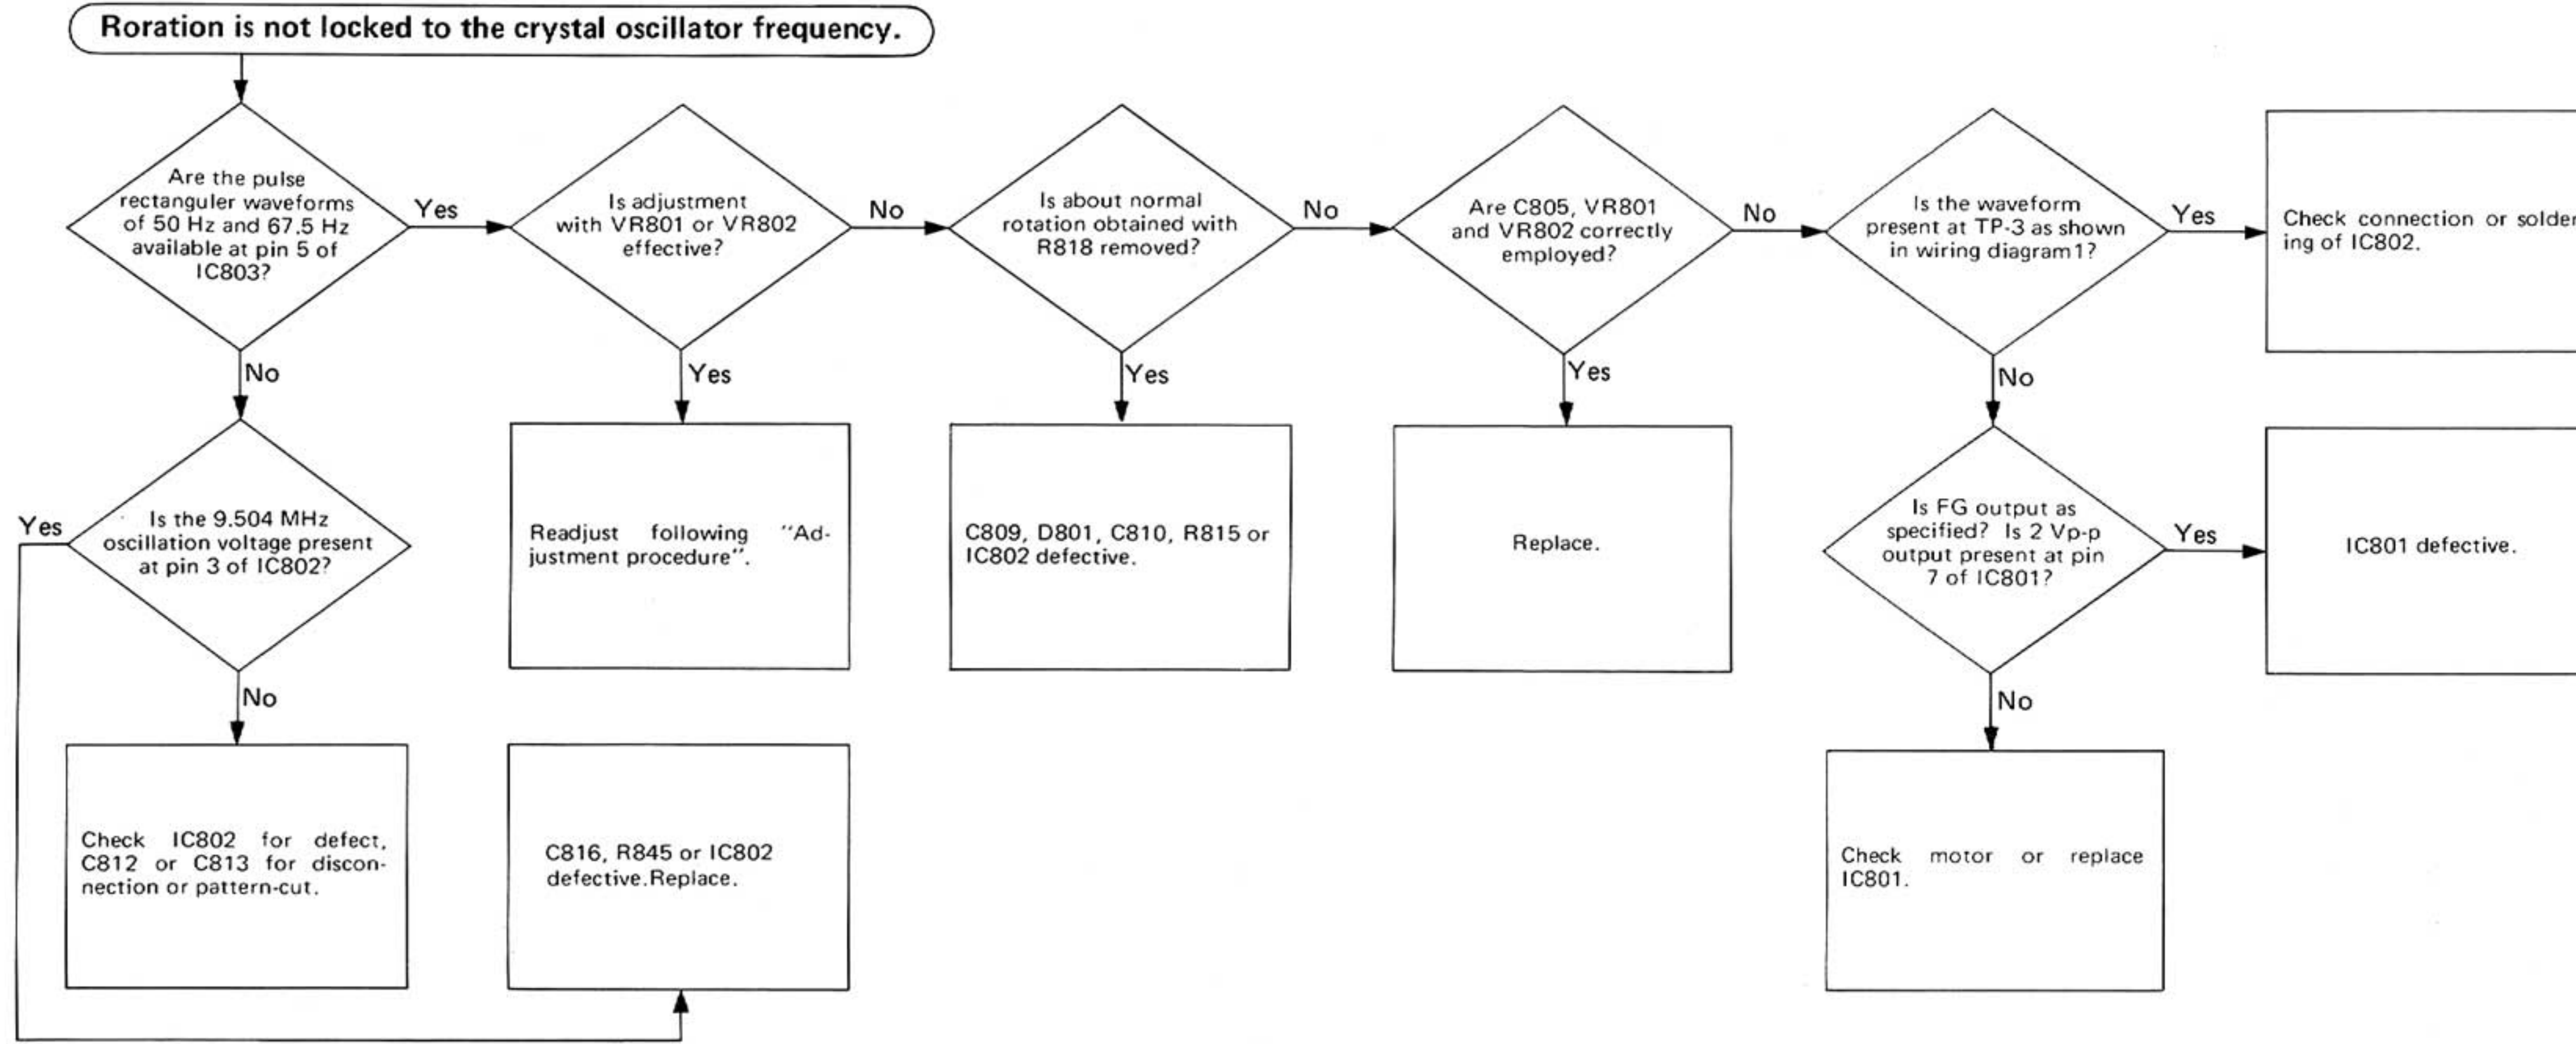 Roration is not locked to the crystal oscillator frequency.
Are the pulse
rectanguler waveforms
of 50 Hz and 67.5 Hz
available at pin 5 of
IC803?
Yes
No
Is adjustment
with VR801 or VR802
effective?
No
Yes
Is about normal
rotation obtained with
R818 removed?
No
Yes
Are C805, VR801
and VR802 correctly
employed?
No
Yes
Is the waveform
present at TP-3 as shown
in wiring diagram1?
Yes
No
Check connection or solder
ing of IC802.
Yes
Is the 9.504 MHz
oscillation voltage present
at pin 3 of IC802?
No
Readjust following "Ad-
justment procedure".
C809, D801, C810, R815 or
IC802 defective.
Replace.
Is FG output as
specified? Is 2 Vp-p
output present at pin
7 of IC801?
Yes
No
IC801 defective.
Check IC802 for defect,
C812 or C813 for discon-
nection or pattern-cut.
C816, R845 or IC802
defective.Replace.
Check motor or replace
IC801.